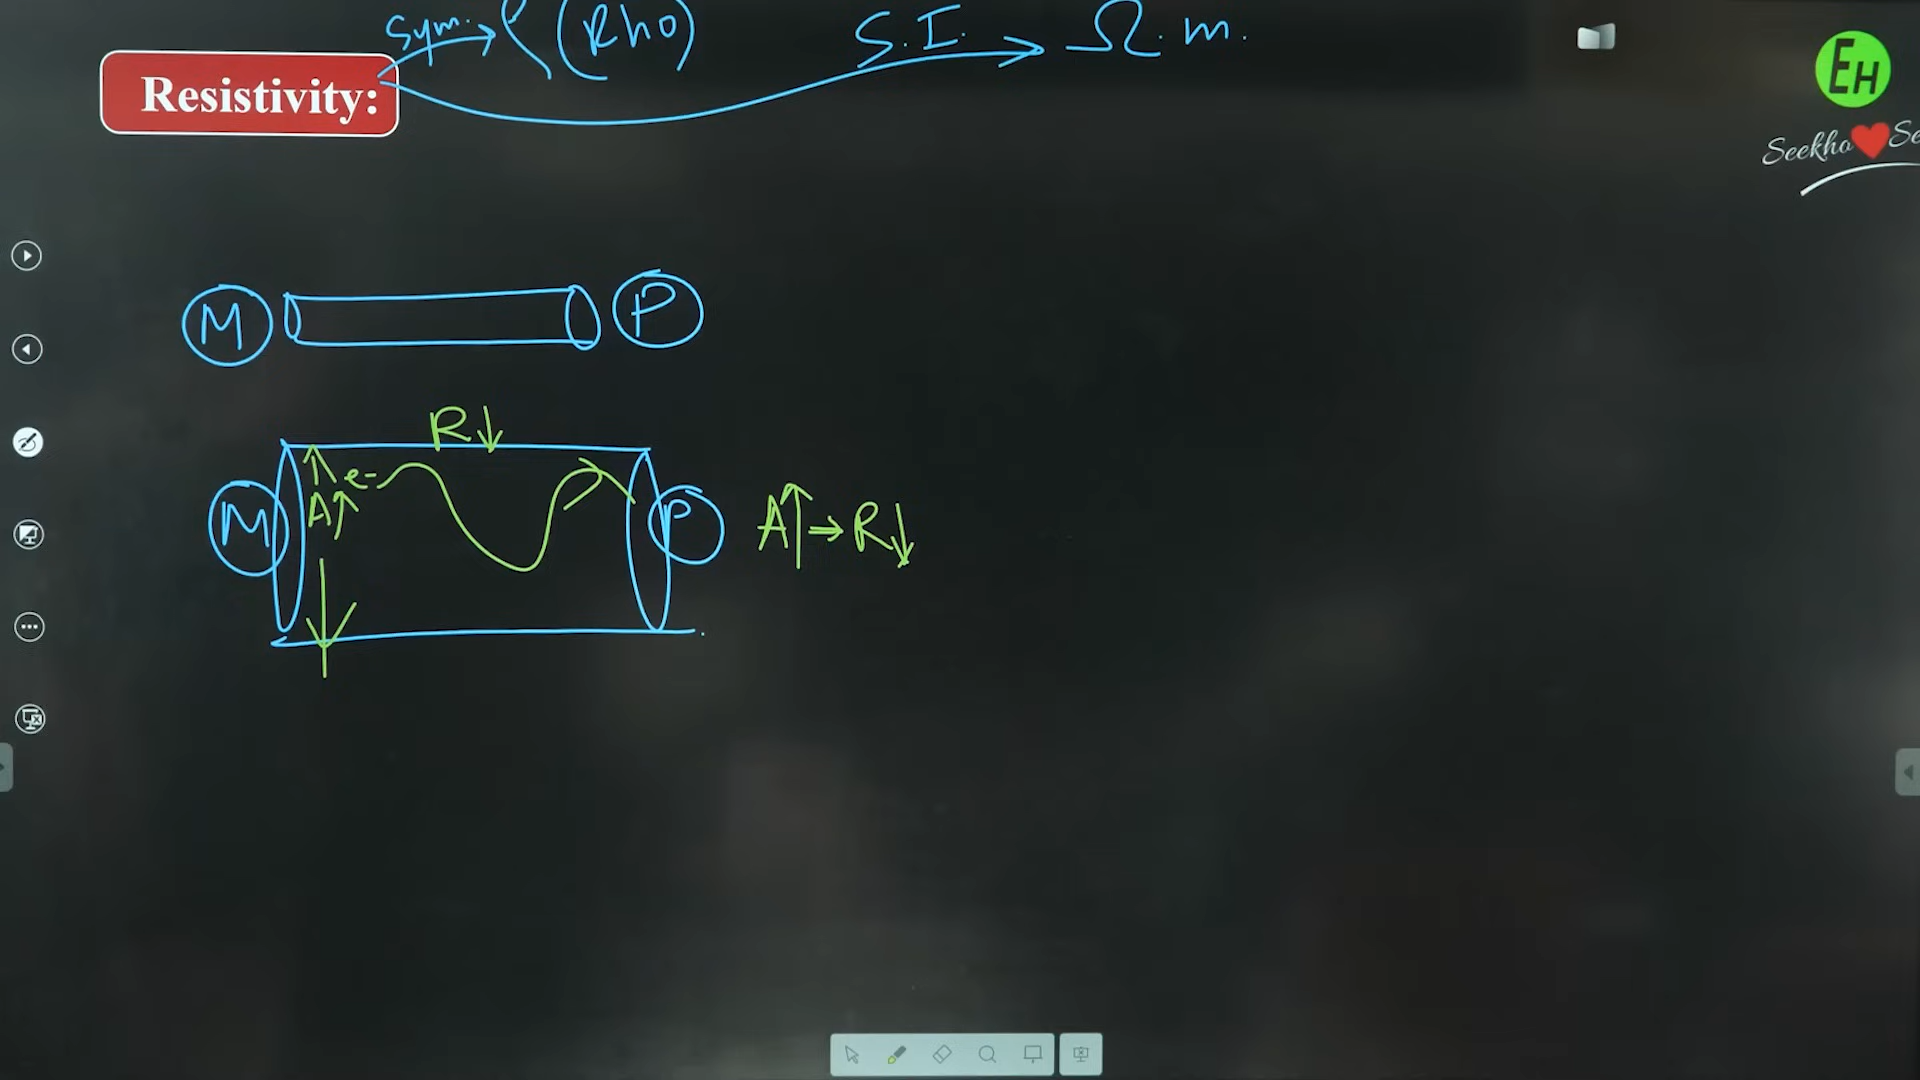 Sym. ρ (Rho) S.I. Ω.m.
Resistivity:
EH
Seekho ❤ Se
M P
R↓
e-
A↑
M P A↑ ⇒ R↓